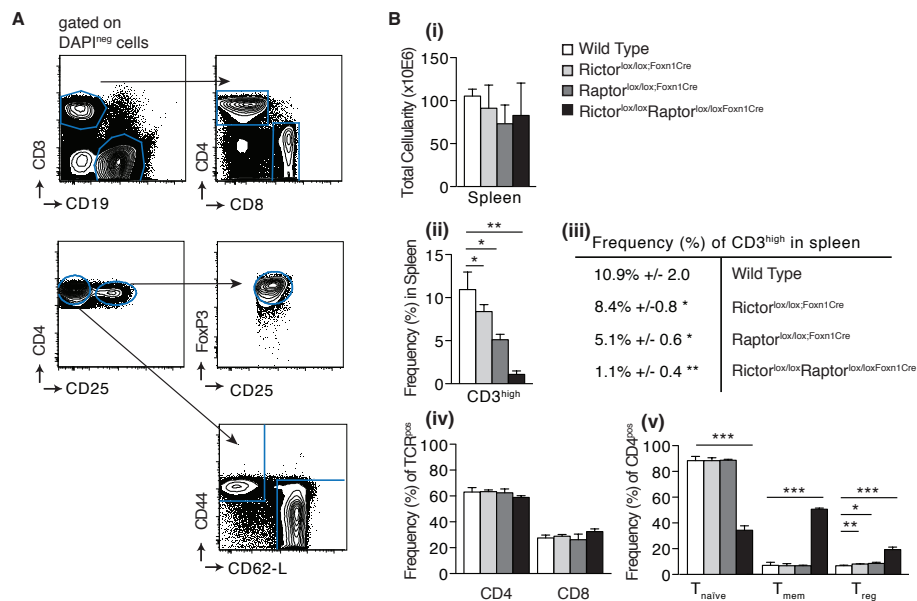 A
gated on
DAPIneg cells
CD3
CD19
CD4
CD8
CD4
CD25
FoxP3
CD25
CD44
CD62-L
B
(i)
Total Cellularity (x10E6)
150
100
50
0
Spleen
Wild Type
Rictorlox/lox;Foxn1Cre
Raptorlox/lox;Foxn1Cre
Rictorlox/loxRaptorlox/loxFoxn1Cre
(ii)
Frequency (%) in Spleen
15
10
5
0
**
*
*
CD3high
(iii)
Frequency (%) of CD3high in spleen
10.9% +/- 2.0 Wild Type
8.4% +/-0.8 * Rictorlox/lox;Foxn1Cre
5.1% +/- 0.6 * Raptorlox/lox;Foxn1Cre
1.1% +/- 0.4 ** Rictorlox/loxRaptorlox/loxFoxn1Cre
(iv)
Frequency (%) of TCRpos
100
80
60
40
20
0
CD4 CD8
(v)
Frequency (%) of CD4pos
100
80
60
40
20
0
***
***
***
*
**
Tnaïve Tmem Treg